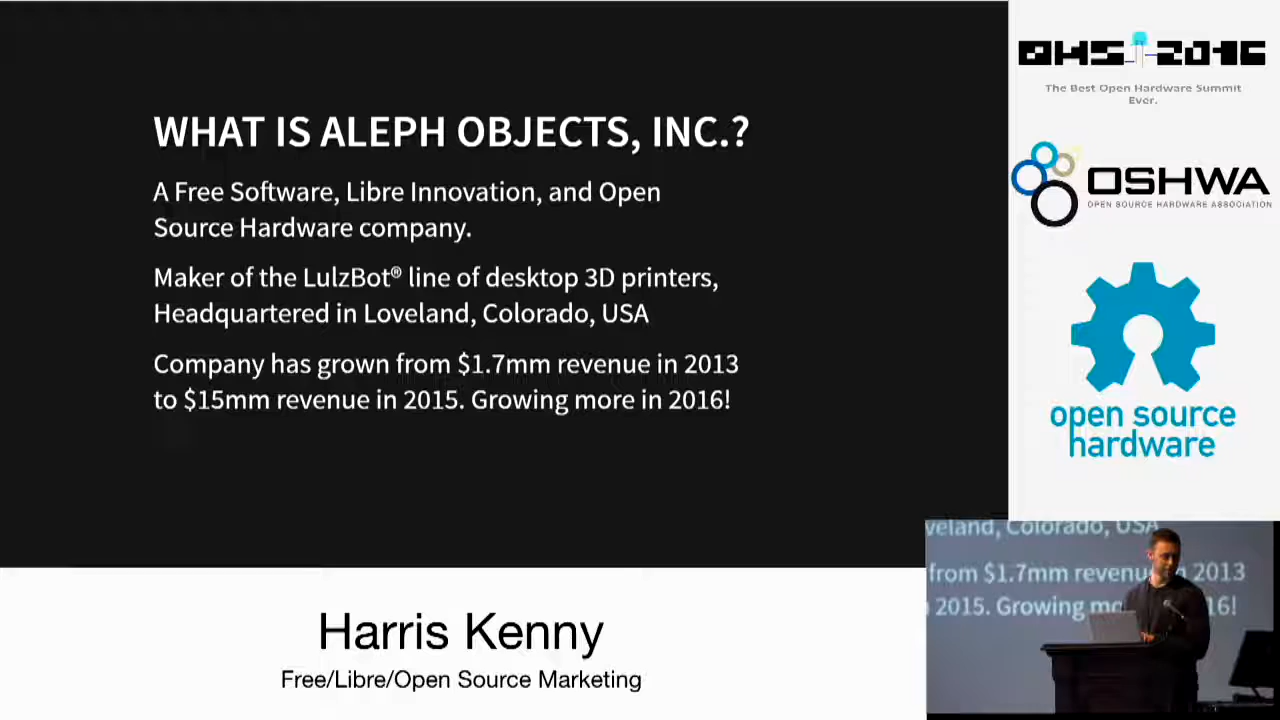 WHAT IS ALEPH OBJECTS, INC.?
A Free Software, Libre Innovation, and Open
Source Hardware company.
Maker of the LulzBot® line of desktop 3D printers,
Headquartered in Loveland, Colorado, USA
Company has grown from $1.7mm revenue in 2013
to $15mm revenue in 2015. Growing more in 2016!
OHS 2016
The Best Open Hardware Summit
Ever.
OSHWA
OPEN SOURCE HARDWARE ASSOCIATION
open source
hardware
veland, Colorado, USA
from $1.7mm revenu 2013
2015. Growing 16!
Harris Kenny
Free/Libre/Open Source Marketing